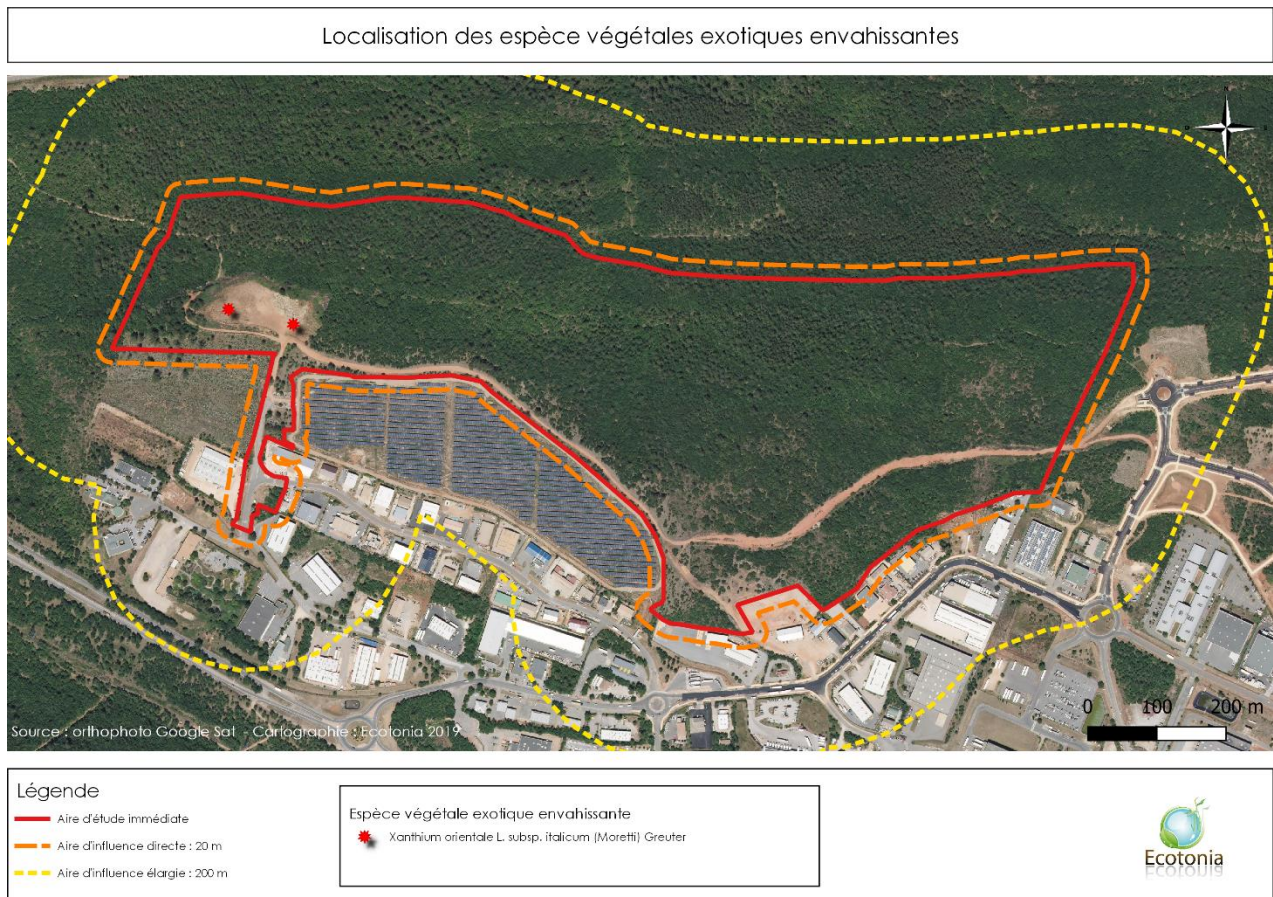 Localisation des espèce végétales exotiques envahissantes
N
0 100 200 m
Source : orthophoto Google Sat - Cartographie : Ecotonia 2019
Légende
Aire d'étude immédiate
Aire d'influence directe : 20 m
Aire d'influence élargie : 200 m
Espèce végétale exotique envahissante
Xanthium orientale L. subsp. italicum (Moretti) Greuter
Ecotonia